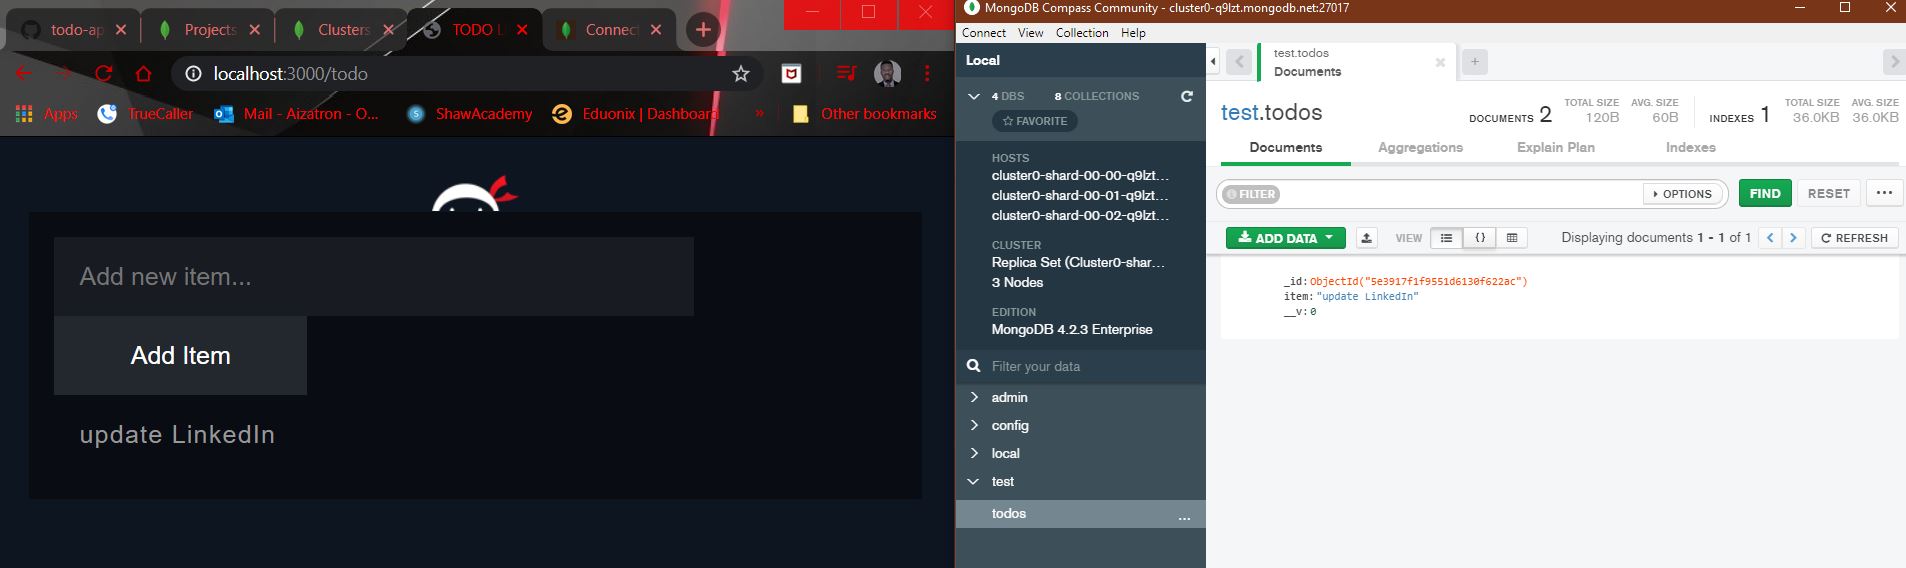 todo-ap
Projects
Clusters
TODO LI
Connec
localhost:3000/todo
Apps
TrueCaller
Mail - Aizatron - O...
ShawAcademy
Eduonix | Dashboard
»
Other bookmarks
Add new item...
Add Item
update LinkedIn
MongoDB Compass Community - cluster0-q9lzt.mongodb.net:27017
Connect View Collection Help
Local
4 DBS 8 COLLECTIONS
FAVORITE
HOSTS
cluster0-shard-00-00-q9lzt...
cluster0-shard-00-01-q9lzt...
cluster0-shard-00-02-q9lzt...
CLUSTER
Replica Set (Cluster0-shar...
3 Nodes
EDITION
MongoDB 4.2.3 Enterprise
Filter your data
admin
config
local
test
todos
...
test.todos
Documents
test.todos
DOCUMENTS 2 TOTAL SIZE 120B AVG. SIZE 60B INDEXES 1 TOTAL SIZE 36.0KB AVG. SIZE 36.0KB
Documents Aggregations Explain Plan Indexes
FILTER OPTIONS FIND RESET ...
ADD DATA VIEW {} Displaying documents 1 - 1 of 1 REFRESH
_id: ObjectId("5e3917f1f9551d6130f622ac")
item: "update LinkedIn"
__v: 0